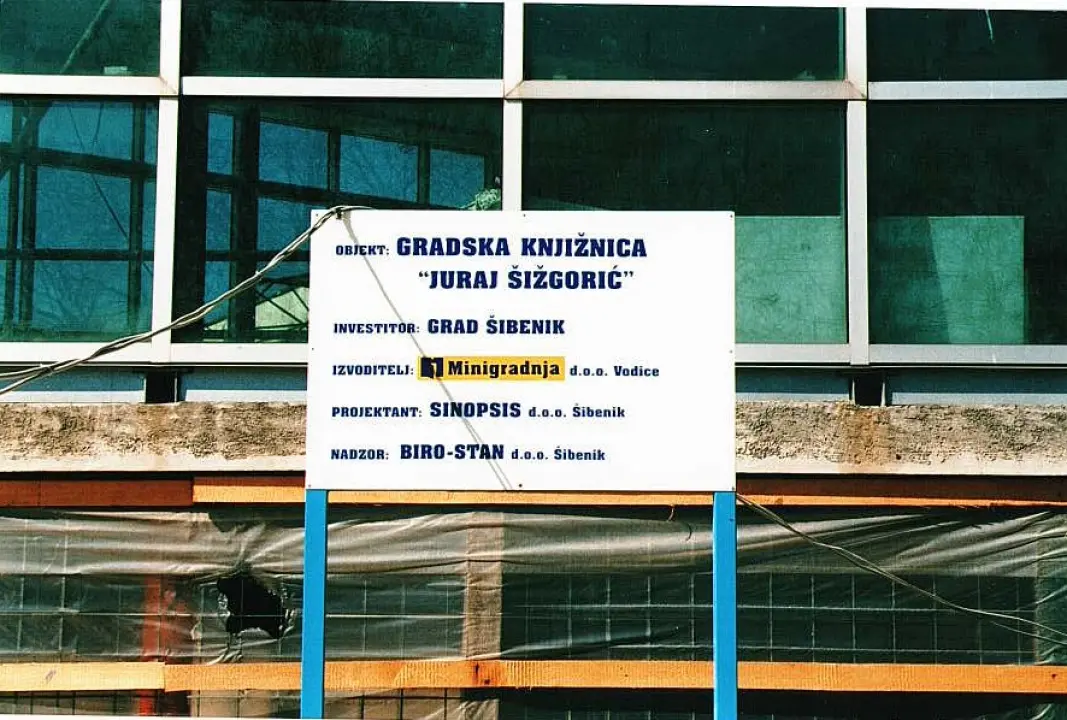 OBJEKT: GRADSKA KNJIŽNICA
“JURAJ ŠIŽGORIĆ”
INVESTITOR: GRAD ŠIBENIK
IZVODITELJ: Minigradnja d.o.o. Vodice
PROJEKTANT: SINOPSIS d.o.o. Šibenik
NADZOR: BIRO-STAN d.o.o. Šibenik